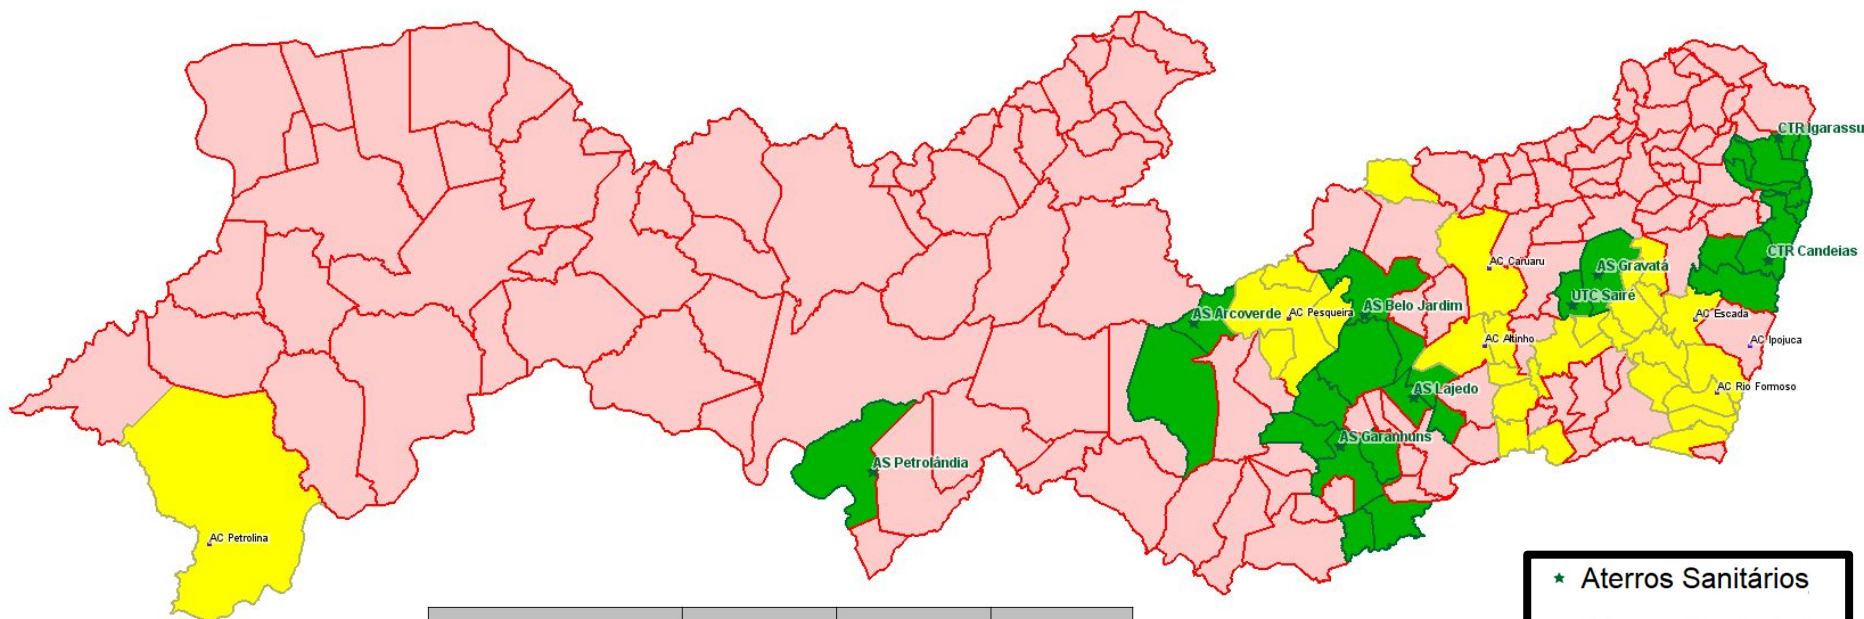 CTR Igarassu
CTR Candeias
AC Caruaru
AS Gravatá
UTC Sairé
AS Arcoverde
AC Pesqueira
AS Belo Jardim
AC Escada
AC Altinho
AC Ipojuca
AS Lajedo
AC Rio Formoso
AS Garanhuns
AS Petrolândia
AC Petrolina
Aterros Sanitários